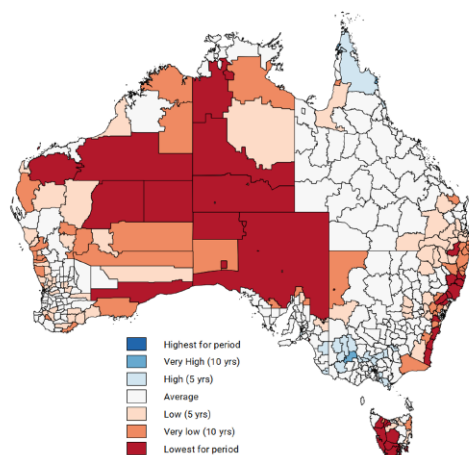 Highest for period
Very High (10 yrs)
High (5 yrs)
Average
Low (5 yrs)
Very low (10 yrs)
Lowest for period